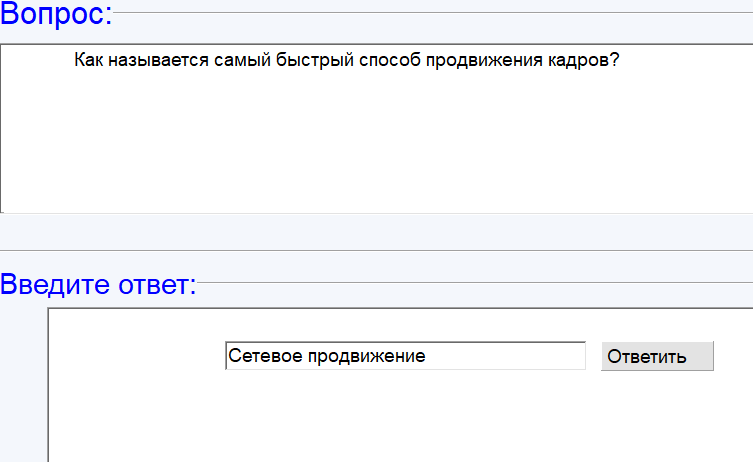 Вопрос:
Как называется самый быстрый способ продвижения кадров?
Введите ответ:
Сетевое продвижение
Ответить